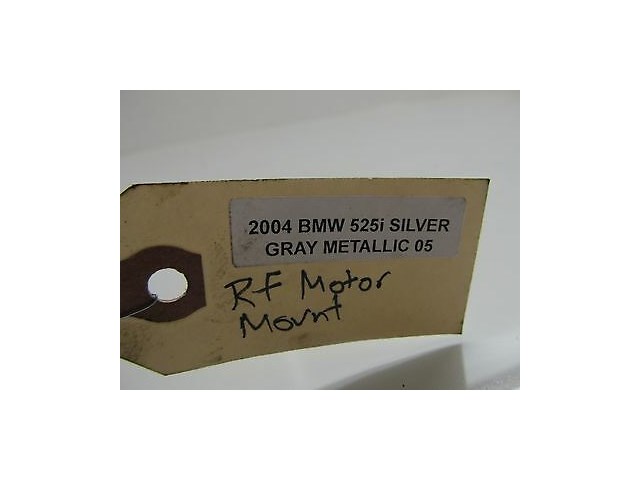 2004 BMW 525i SILVER
GRAY METALLIC 05
RF Motor
Mount